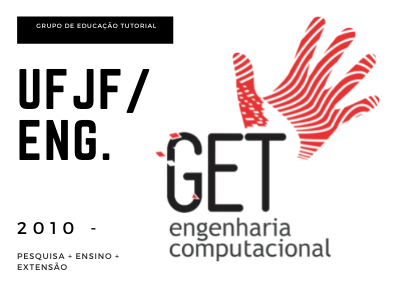 GRUPO DE EDUCAÇÃO TUTORIAL
UFJF/
ENG.
GET
engenharia
computacional
2010 -
PESQUISA + ENSINO +
EXTENSÃO